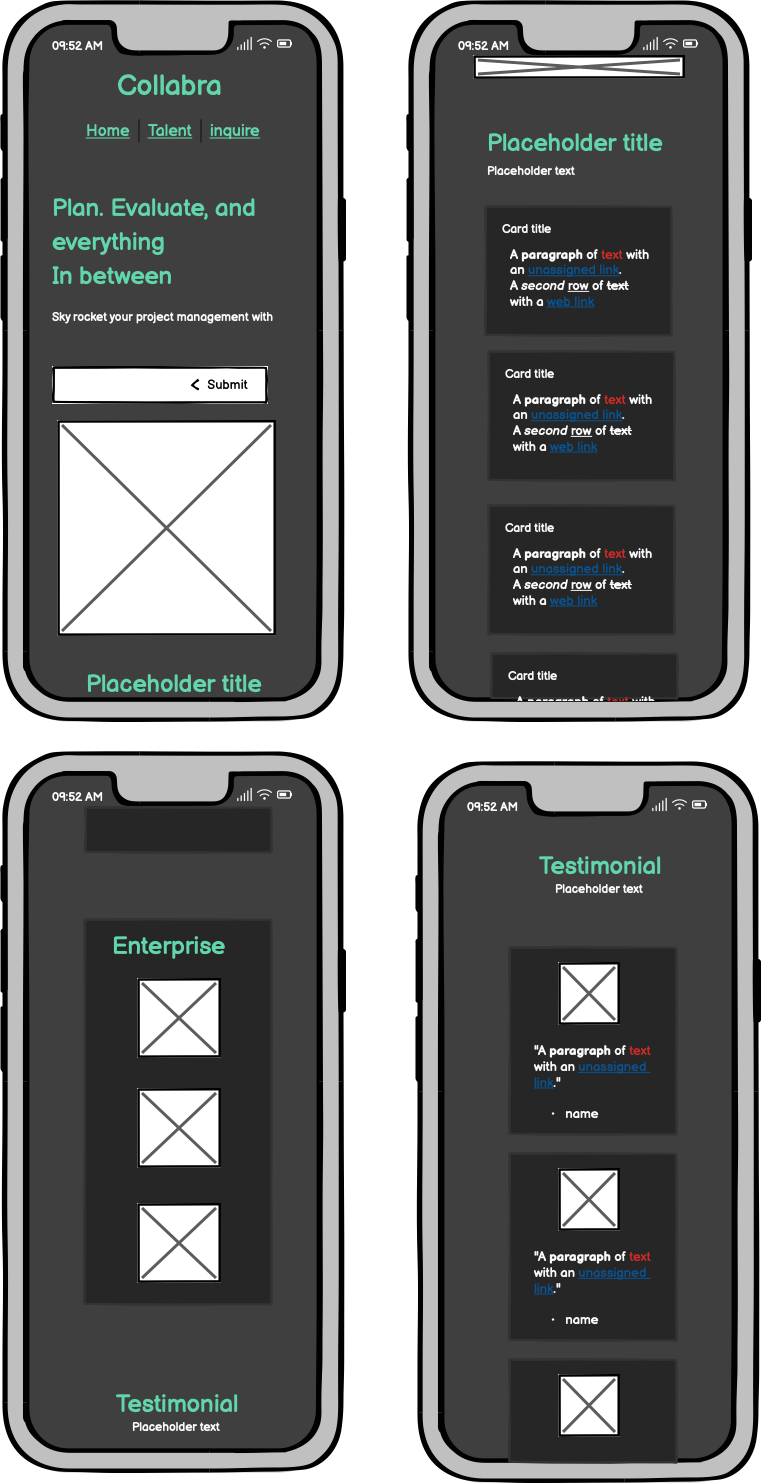 09:52 AM
Collabra
Home Talent inquire
Plan. Evaluate, and
everything
In between
Sky rocket your project management with
< Submit
Placeholder title
09:52 AM
Placeholder title
Placeholder text
Card title
A paragraph of text with
an unassigned link.
A second row of text
with a web link
Card title
A paragraph of text with
an unassigned link.
A second row of text
with a web link
Card title
A paragraph of text with
an unassigned link.
A second row of text
with a web link
Card title
A paragraph of text with
09:52 AM
Enterprise
Testimonial
Placeholder text
09:52 AM
Testimonial
Placeholder text
"A paragraph of text
with an unassigned
link."
• name
"A paragraph of text
with an unassigned
link."
• name